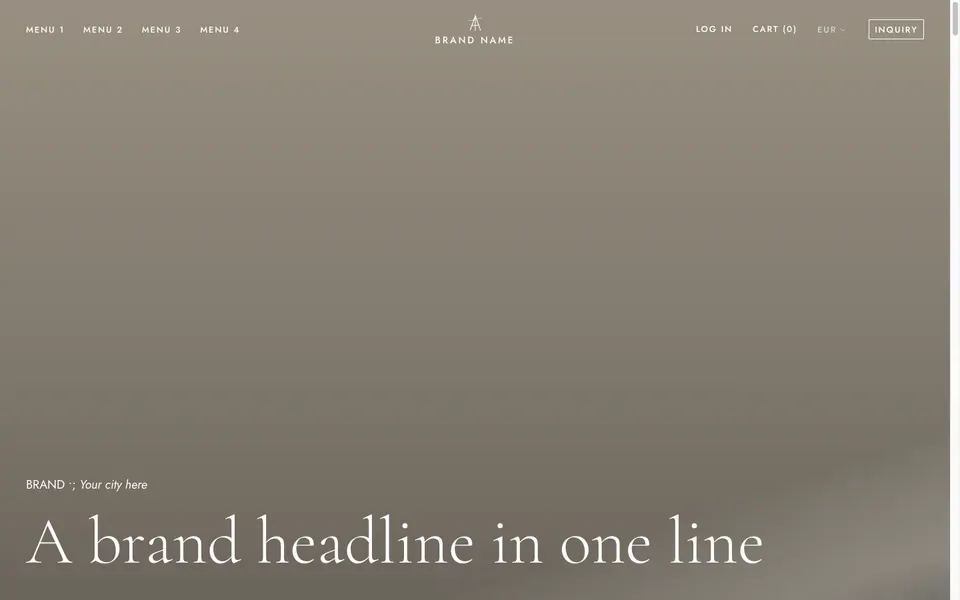 MENU 1 MENU 2 MENU 3 MENU 4
BRAND NAME
LOG IN CART (0) EUR INQUIRY
BRAND ·; Your city here
A brand headline in one line